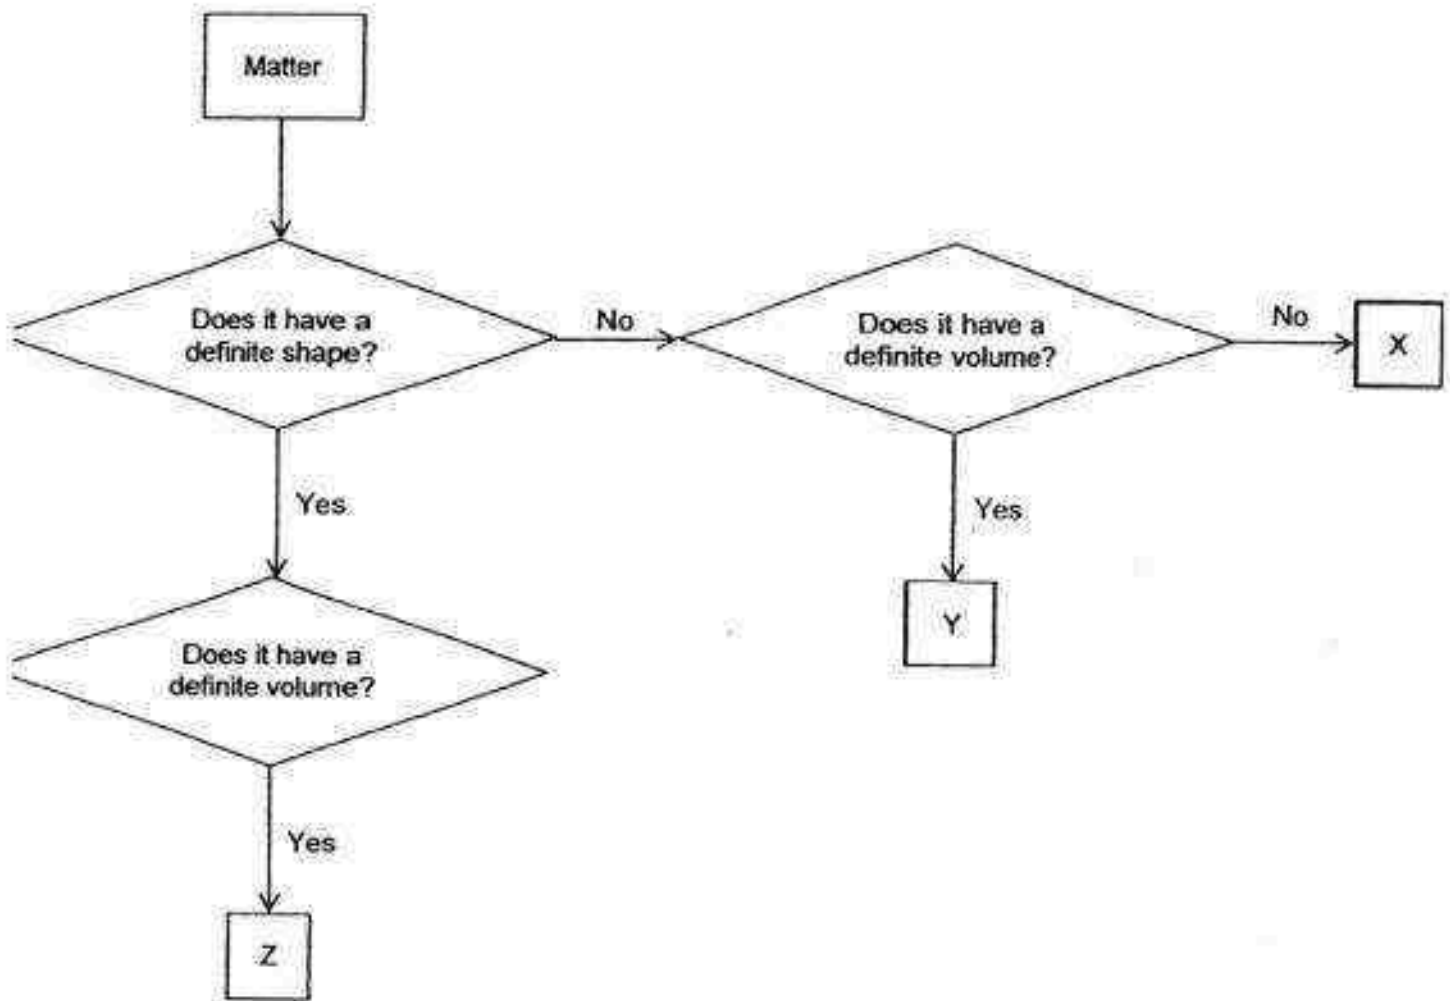 Matter
Does it have a
definite shape?
No
Does it have a
definite volume?
No
X
Yes
Yes
Y
Does it have a
definite volume?
Yes
Z